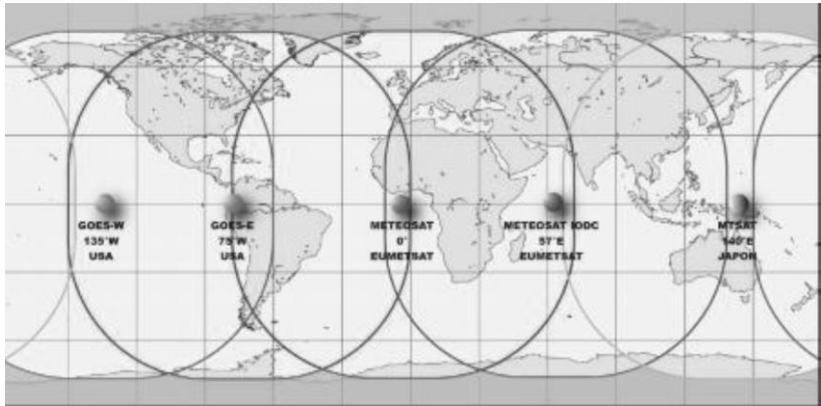 GOES-W
135°W
USA
GOES-E
75°W
USA
METEOSAT
0°
EUMETSAT
METEOSAT IODC
57°E
EUMETSAT
MTSAT
140°E
JAPON